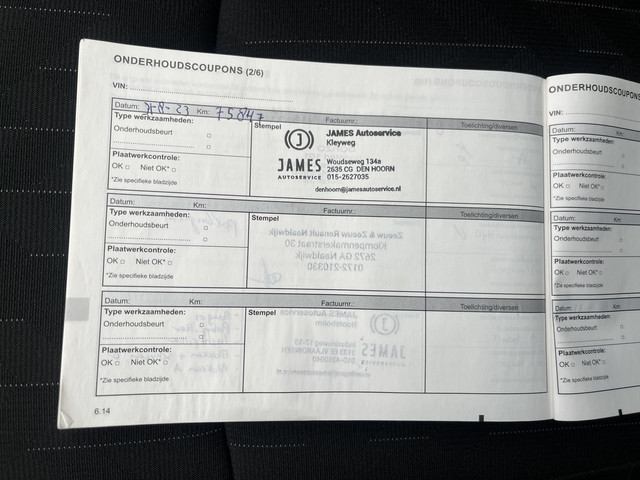 ONDERHOUDSCOUPONS (2/6)
VIN:
Datum: Km: 75847
Type werkzaamheden:
Onderhoudsbeurt
Plaatwerkcontrole:
OK Niet OK*
*Zie specifieke bladzijde
Factuurnr.:
Stempel
JAMES Autoservice
Kleyweg
JAMES
AUTOSERVICE
Woudseweg 134a
2635 CG DEN HOORN
015-2627035
denhoorn@jamesautoservice.nl
Toelichting/diversen
Datum: Km:
Type werkzaamheden:
Onderhoudsbeurt
Plaatwerkcontrole:
OK Niet OK*
*Zie specifieke bladzijde
Factuurnr.:
Stempel
Toelichting/diversen
Datum: Km:
Type werkzaamheden:
Onderhoudsbeurt
Plaatwerkcontrole:
OK Niet OK*
*Zie specifieke bladzijde
Factuurnr.:
Stempel
Toelichting/diversen
6.14
ONDERHOUDSCOUPONS
VIN:
Datum:
Type werkzaamheden:
Onderhoudsbeurt
Plaatwerkcontrole:
OK Niet OK*
*Zie specifieke bladzijde
Datum:
Type werkzaamheden:
Onderhoudsbeurt
Plaatwerkcontrole:
OK Niet OK*
*Zie specifieke bladzijde
Datum:
Type werkzaamheden:
Onderhoudsbeurt
Plaatwerkcontrole:
OK Niet OK*
*Zie specifieke bladzijde